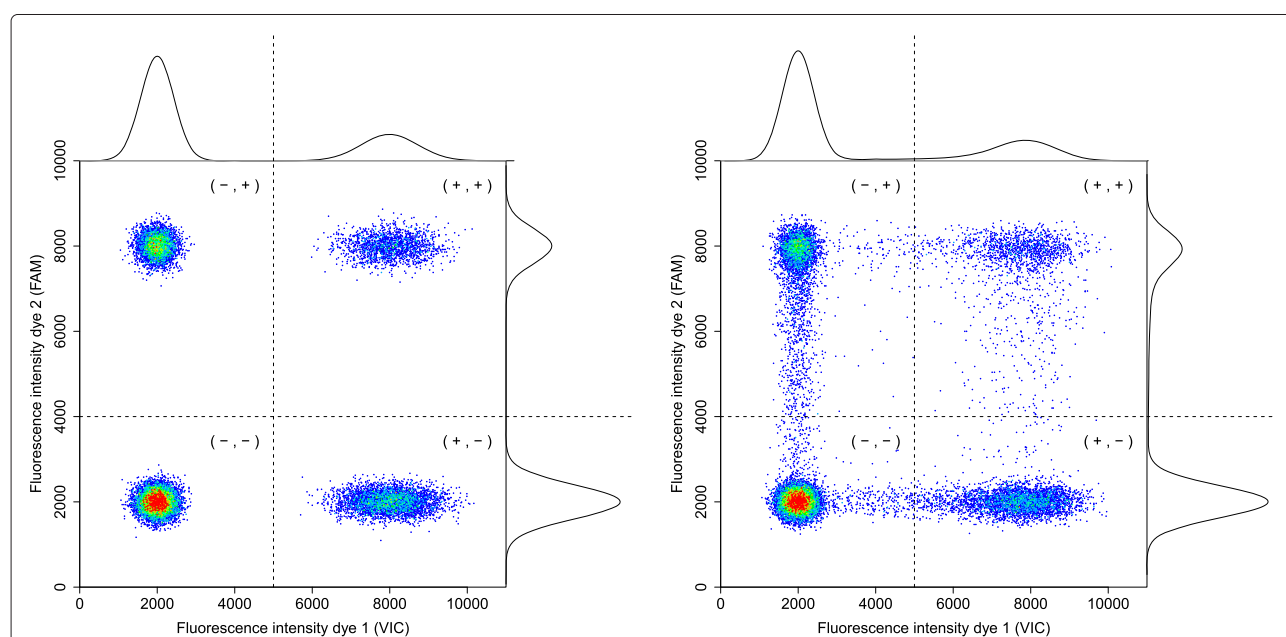 Fluorescence intensity dye 2 (FAM)
10000
8000
6000
4000
2000
0
( − , + )
( + , + )
( − , − )
( + , − )
0 2000 4000 6000 8000 10000
Fluorescence intensity dye 1 (VIC)
Fluorescence intensity dye 2 (FAM)
10000
8000
6000
4000
2000
0
( − , + )
( + , + )
( − , − )
( + , − )
0 2000 4000 6000 8000 10000
Fluorescence intensity dye 1 (VIC)